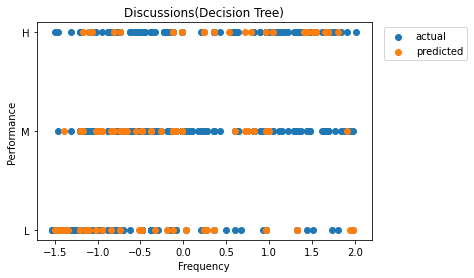 Discussions(Decision Tree)
H
M
L
Performance
−1.5 −1.0 −0.5 0.0 0.5 1.0 1.5 2.0
Frequency
actual
predicted